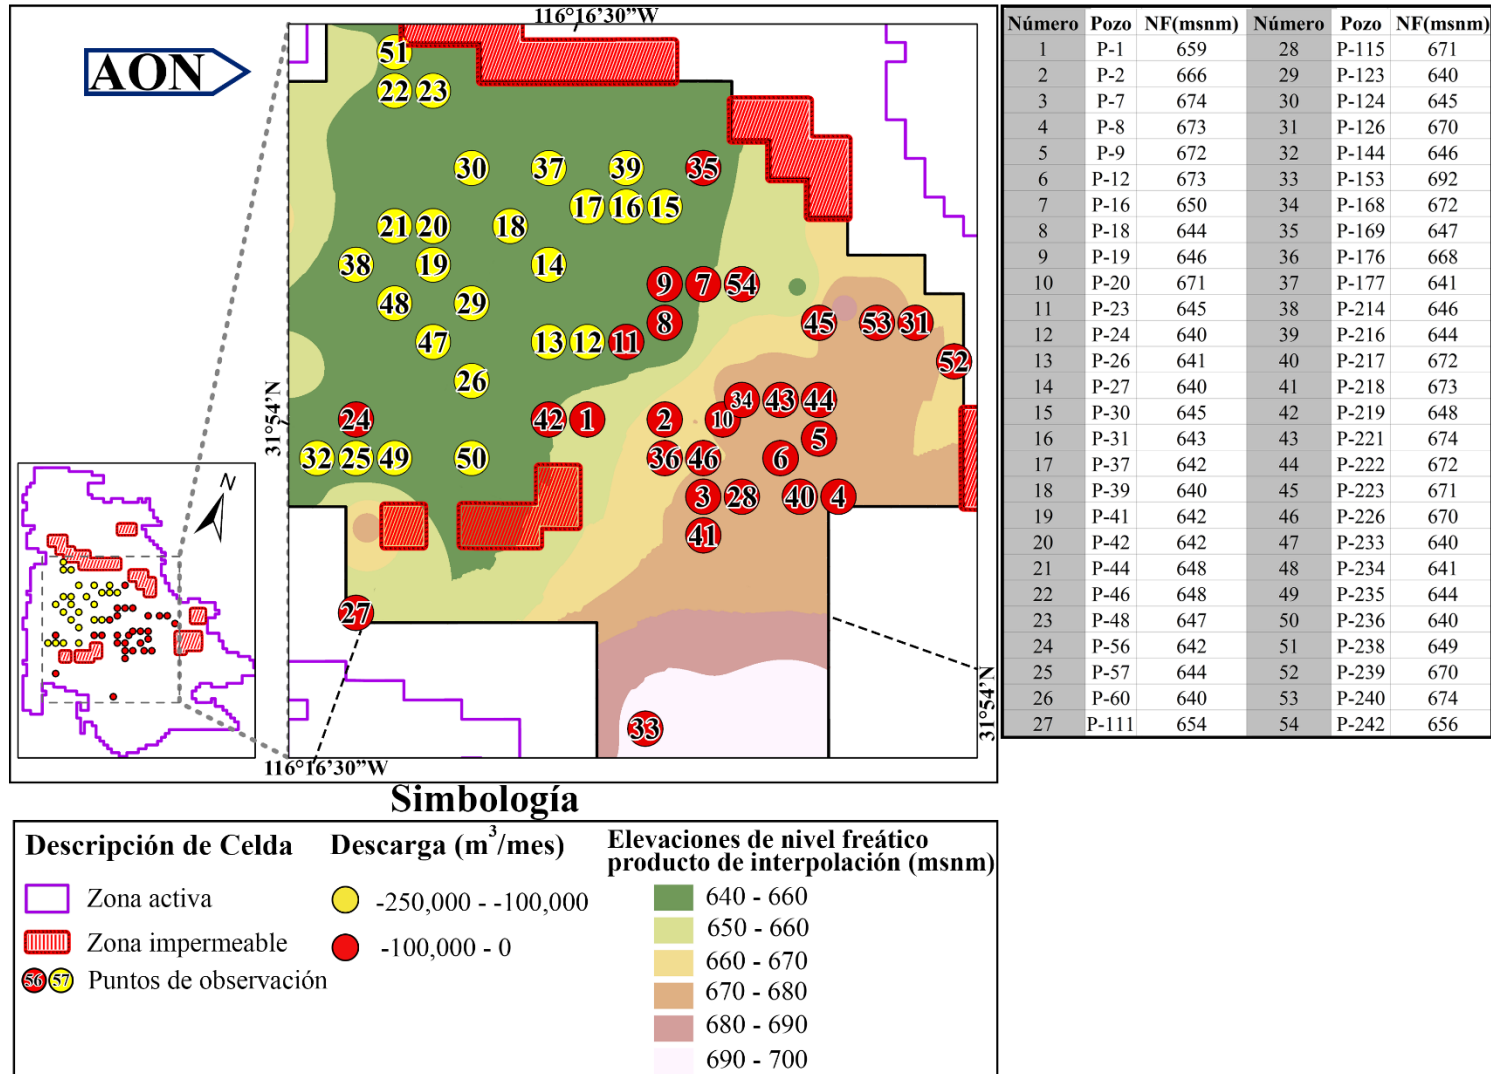 116°16'30”W
AON
51
22 23
30 37 39 35
17 16 15
21 20 18
38 19 14
9 7 54
48 29
8 45 53 31
47 13 12 11
52
26
34 43 44
24 42 1 2 10
5
32 25 49 50 36 46 6
3 28 40 4
41
27
33
31°54’N
N
31°54’N
116°16’30”W
Número Pozo NF(msnm) Número Pozo NF(msnm)
1 P-1 659 28 P-115 671
2 P-2 666 29 P-123 640
3 P-7 674 30 P-124 645
4 P-8 673 31 P-126 670
5 P-9 672 32 P-144 646
6 P-12 673 33 P-153 692
7 P-16 650 34 P-168 672
8 P-18 644 35 P-169 647
9 P-19 646 36 P-176 668
10 P-20 671 37 P-177 641
11 P-23 645 38 P-214 646
12 P-24 640 39 P-216 644
13 P-26 641 40 P-217 672
14 P-27 640 41 P-218 673
15 P-30 645 42 P-219 648
16 P-31 643 43 P-221 674
17 P-37 642 44 P-222 672
18 P-39 640 45 P-223 671
19 P-41 642 46 P-226 670
20 P-42 642 47 P-233 640
21 P-44 648 48 P-234 641
22 P-46 648 49 P-235 644
23 P-48 647 50 P-236 640
24 P-56 642 51 P-238 649
25 P-57 644 52 P-239 670
26 P-60 640 53 P-240 674
27 P-111 654 54 P-242 656
Simbología
Descripción de Celda
Zona activa
Zona impermeable
56 57 Puntos de observación
Descarga (m³/mes)
-250,000 - -100,000
-100,000 - 0
Elevaciones de nivel freático
producto de interpolación (msnm)
640 - 660
650 - 660
660 - 670
670 - 680
680 - 690
690 - 700